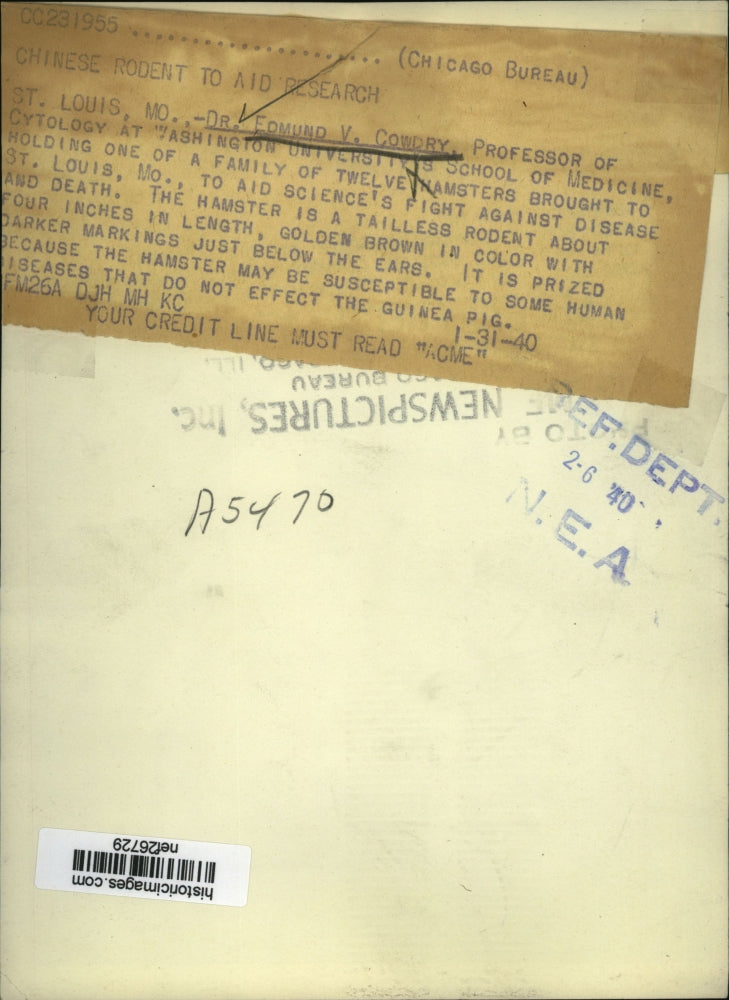 CC231955 .......................... (CHICAGO BUREAU)
CHINESE RODENT TO AID RESEARCH
ST. LOUIS, MO.,-DR. EDMUND V. COWDRY, PROFESSOR OF
CYTOLOGY AT WASHINGTON UNIVERSITY'S SCHOOL OF MEDICINE,
HOLDING ONE OF A FAMILY OF TWELVE HAMSTERS BROUGHT TO
ST. LOUIS, MO., TO AID SCIENCE'S FIGHT AGAINST DISEASE
AND DEATH. THE HAMSTER IS A TAILLESS RODENT ABOUT
FOUR INCHES IN LENGTH, GOLDEN BROWN IN COLOR WITH
DARKER MARKINGS JUST BELOW THE EARS. IT IS PRIZED
BECAUSE THE HAMSTER MAY BE SUSCEPTIBLE TO SOME HUMAN
DISEASES THAT DO NOT EFFECT THE GUINEA PIG.
FM26A DJH MH KC 1-31-40
YOUR CREDIT LINE MUST READ "ACME"
PHOTO BY
NEWSPICTURES, Inc.
BUREAU
ILL.
REF. DEPT.
2-6 '40
N.E.A.
A5470
historicimages.com
nef26729